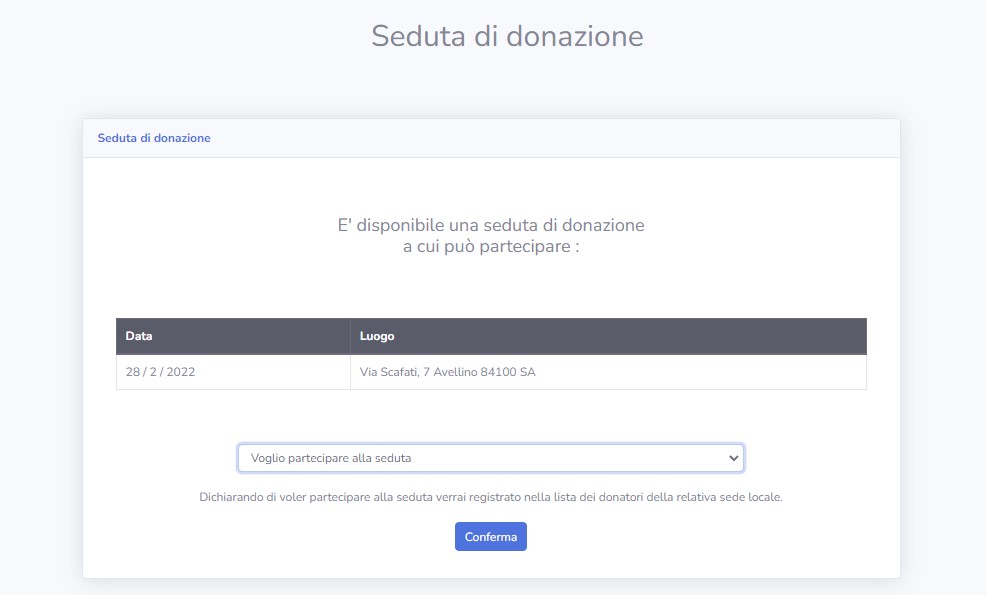 Seduta di donazione
Seduta di donazione
E' disponibile una seduta di donazione
a cui può partecipare :
Data Luogo
28 / 2 / 2022 Via Scafati, 7 Avellino 84100 SA
Voglio partecipare alla seduta
Dichiarando di voler partecipare alla seduta verrai registrato nella lista dei donatori della relativa sede locale.
Conferma